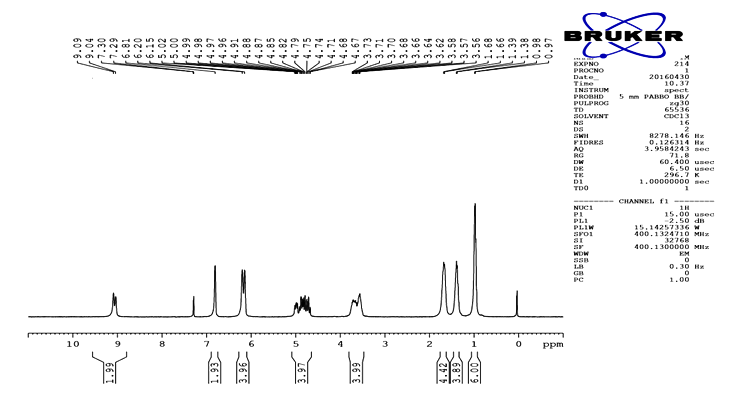 9.09 9.04 7.30 7.29 6.81 6.20 6.15 5.02 5.00 4.99 4.98 4.97 4.96 4.91 4.88 4.87 4.85 4.82 4.79 4.75 4.74 4.71 4.68 4.67 3.73 3.71 3.70 3.68 3.66 3.64 3.62 3.58 3.57 3.56 1.68 1.66 1.39 1.38 0.98 0.97
BRUKER
EXPNO 214
PROCNO 1
Date_ 20160430
Time 10.37
INSTRUM spect
PROBHD 5 mm PABBO BB/
PULPROG zg30
TD 65536
SOLVENT CDCl3
NS 16
DS 2
SWH 8278.146 Hz
FIDRES 0.126314 Hz
AQ 3.9584243 sec
RG 71.8
DW 60.400 usec
DE 6.50 usec
TE 296.7 K
D1 1.00000000 sec
TD0 1
-------- CHANNEL f1 --------
NUC1 1H
P1 15.00 usec
PL1 -2.50 dB
PL1W 15.14257336 W
SFO1 400.1324710 MHz
SI 32768
SF 400.1300000 MHz
WDW EM
SSB 0
LB 0.30 Hz
GB 0
PC 1.00
10 9 8 7 6 5 4 3 2 1 0 ppm
1.99 1.93 3.96 3.97 3.99 4.42 3.89 6.00